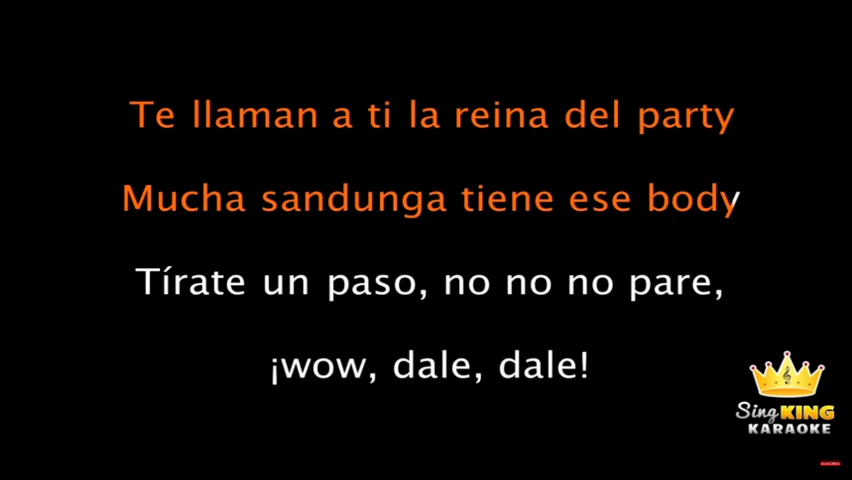 Te llaman a ti la reina del party
Mucha sandunga tiene ese body
Tírate un paso, no no no pare,
¡wow, dale, dale!
Sing KING
KARAOKE
SUBSCRIBE